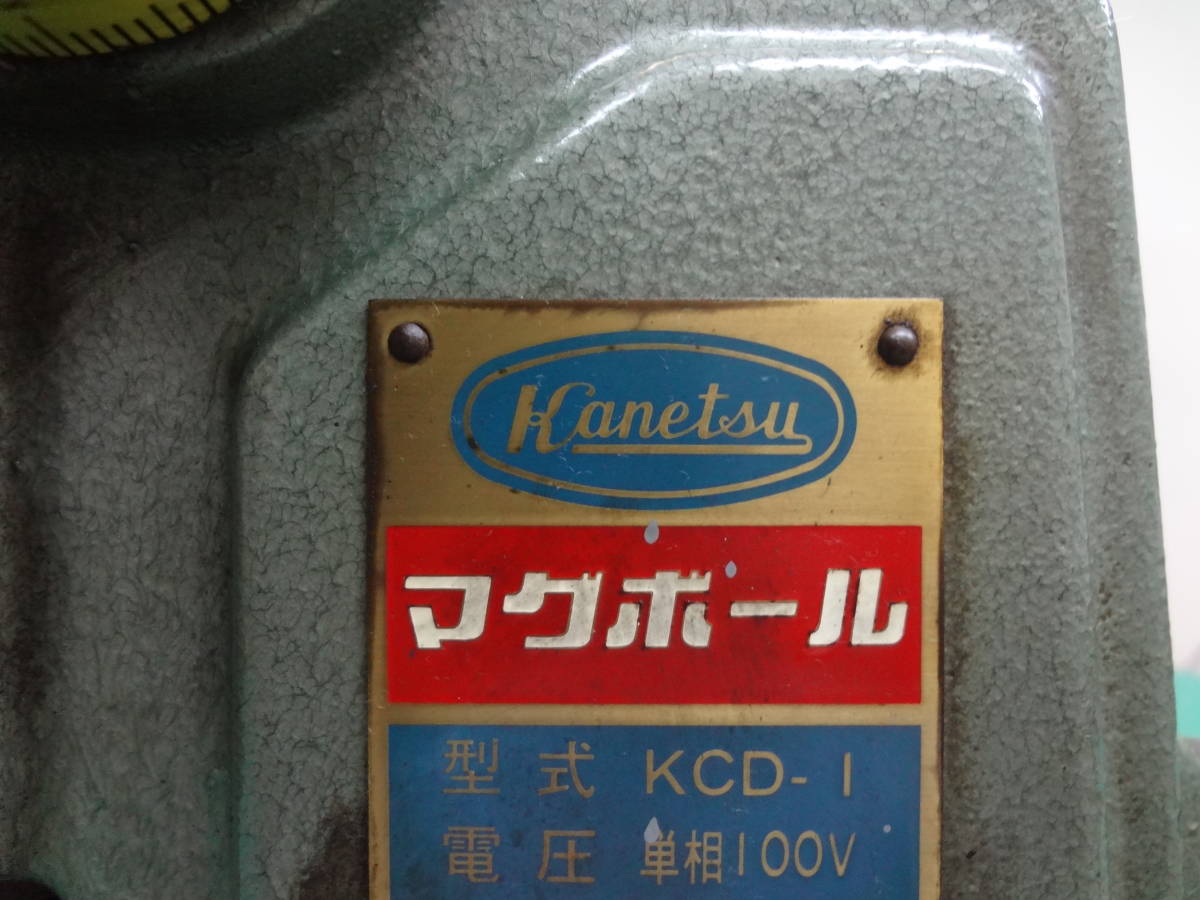 Kanetsu
マグボール
型式 KCD-1
電圧 単相100V